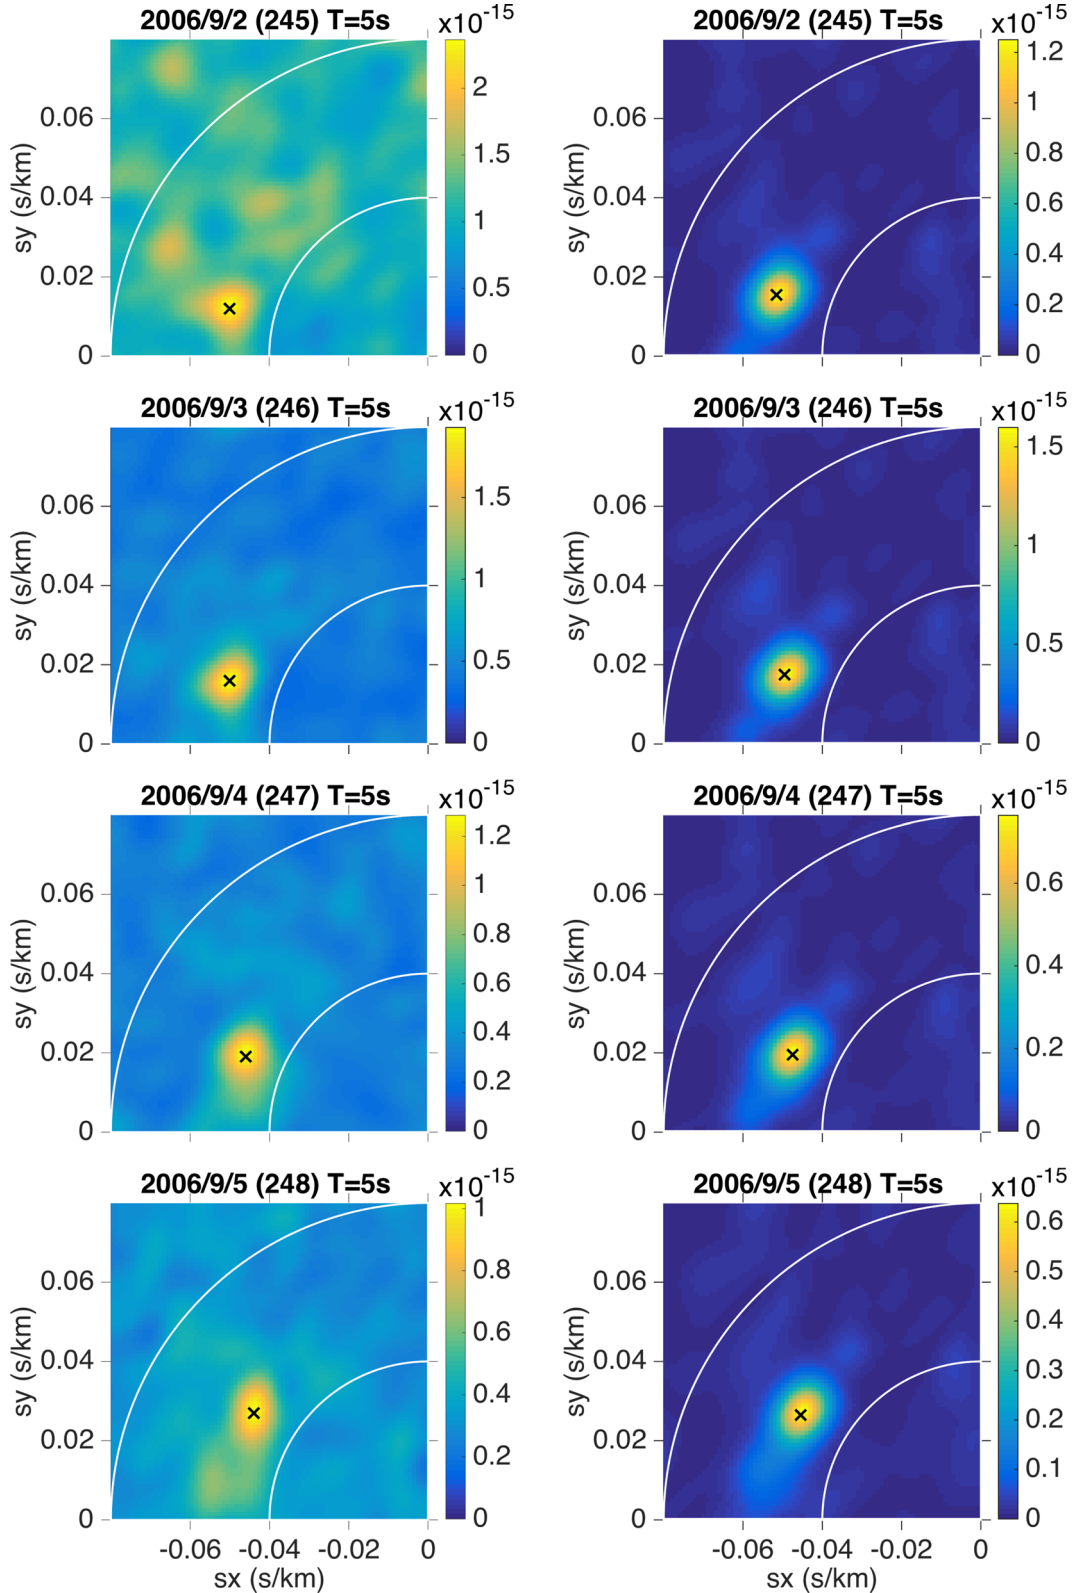 2006/9/2 (245) T=5s
x10-15
sy (s/km)
0.06
0.04
0.02
0
2
1.5
1
0.5
0
2006/9/2 (245) T=5s
x10-15
sy (s/km)
0.06
0.04
0.02
0
1.2
1
0.8
0.6
0.4
0.2
0
2006/9/3 (246) T=5s
x10-15
sy (s/km)
0.06
0.04
0.02
0
1.5
1
0.5
0
2006/9/3 (246) T=5s
x10-15
sy (s/km)
0.06
0.04
0.02
0
1.5
1
0.5
0
2006/9/4 (247) T=5s
x10-15
sy (s/km)
0.06
0.04
0.02
0
1.2
1
0.8
0.6
0.4
0.2
0
2006/9/4 (247) T=5s
x10-15
sy (s/km)
0.06
0.04
0.02
0
0.6
0.4
0.2
0
2006/9/5 (248) T=5s
x10-15
sy (s/km)
0.06
0.04
0.02
0
1
0.8
0.6
0.4
0.2
0
-0.06 -0.04 -0.02 0
sx (s/km)
2006/9/5 (248) T=5s
x10-15
sy (s/km)
0.06
0.04
0.02
0
0.6
0.5
0.4
0.3
0.2
0.1
0
-0.06 -0.04 -0.02 0
sx (s/km)